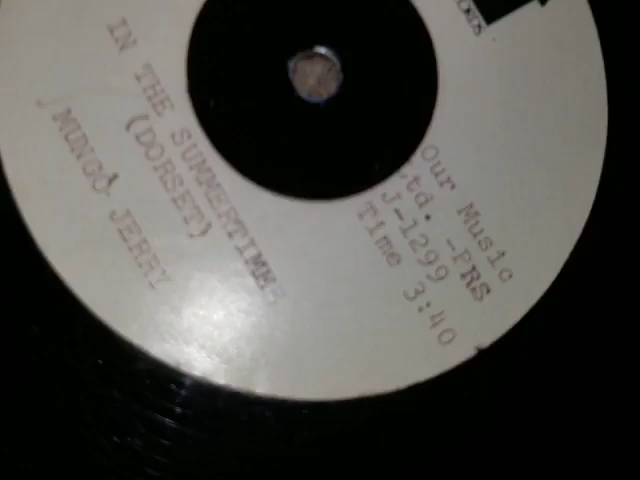 IN THE SUMMERTIME
(DORSET)
MUNGO JERRY
Our Music
Ltd. -PRS
J-1299
Time 3:40